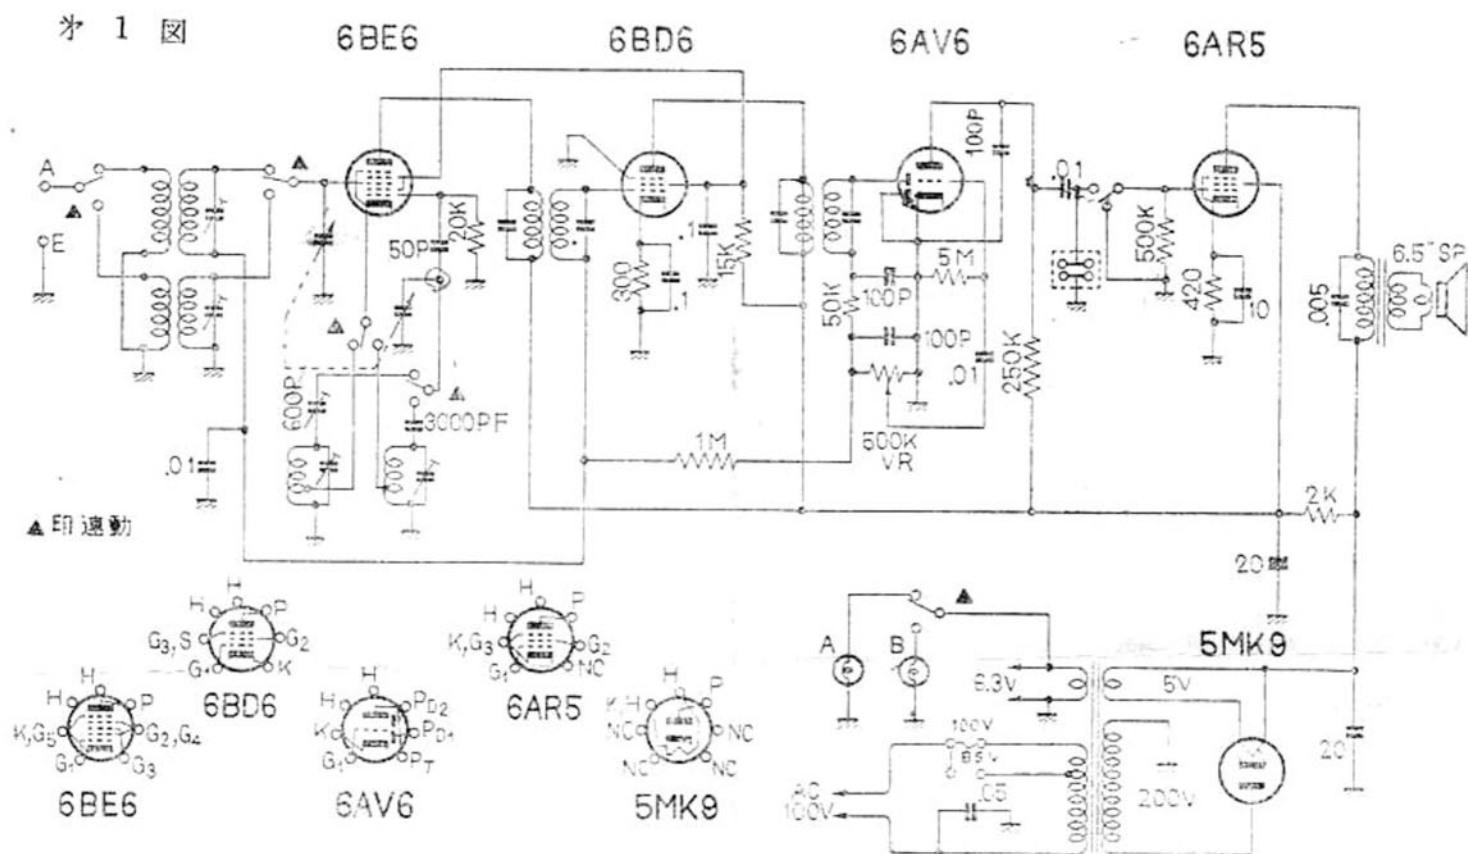 才 1 図
6BE6
6BD6
6AV6
6AR5
A
E
50P
20K
300
.1
.1
15K
50K
100P
100P
5M
100P
.01
250K
.01
500K
420
10
.005
6.5" SP
600P
3000PF
1M
500K
VR
.01
2K
20
▲印連動
H
H
P
G3,S
G2
G1
K
6BD6
H
H
P
K,G3
G2
G1
NC
6AR5
H
H
P
K,G5
G2,G4
G1
G3
6BE6
H
H
PD2
K
PD1
G1
PT
6AV6
K,H
P
NC
NC
NC
NC
5MK9
A
B
6.3V
5V
5MK9
100V
85V
AC
100V
.05
200V
20